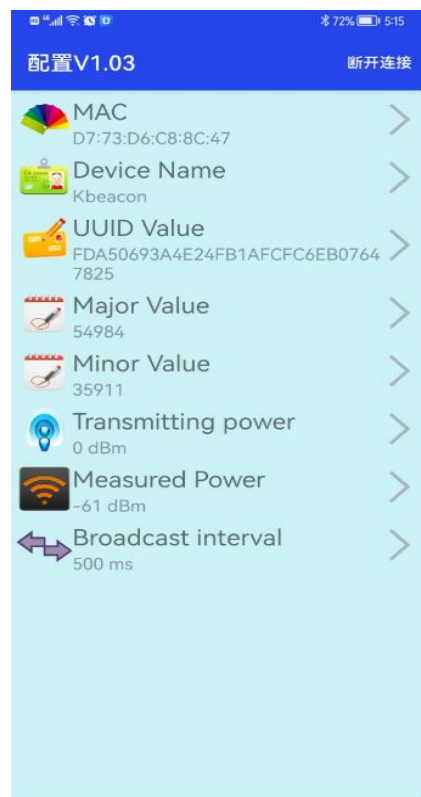 72% 5:15
配置V1.03 断开连接
MAC
D7:73:D6:C8:8C:47
Device Name
Kbeacon
UUID Value
FDA50693A4E24FB1AFCFC6EB0764
7825
Major Value
54984
Minor Value
35911
Transmitting power
0 dBm
Measured Power
-61 dBm
Broadcast interval
500 ms